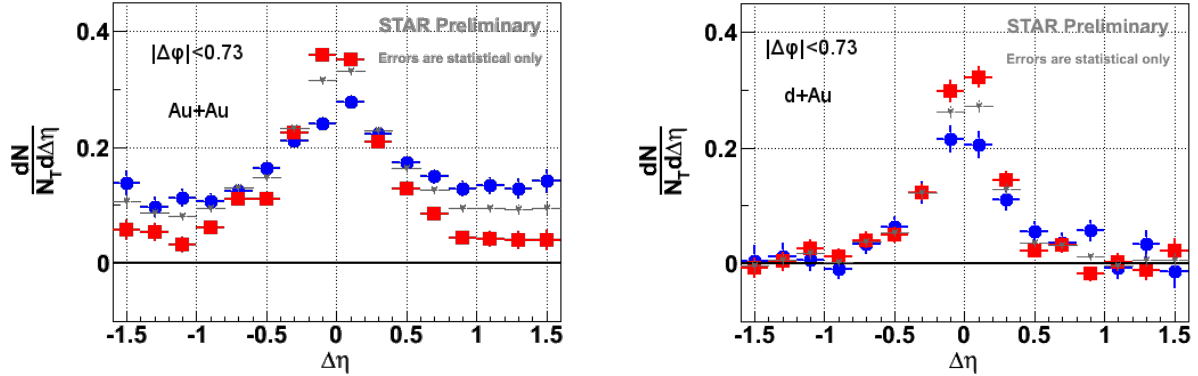 0.4
STAR Preliminary
|Δφ|<0.73
Errors are statistical only
Au+Au
dN
N_TdΔη
0.2
0
-1.5 -1 -0.5 0 0.5 1 1.5
Δη
0.4
STAR Preliminary
|Δφ|<0.73
Errors are statistical only
d+Au
dN
N_TdΔη
0.2
0
-1.5 -1 -0.5 0 0.5 1 1.5
Δη